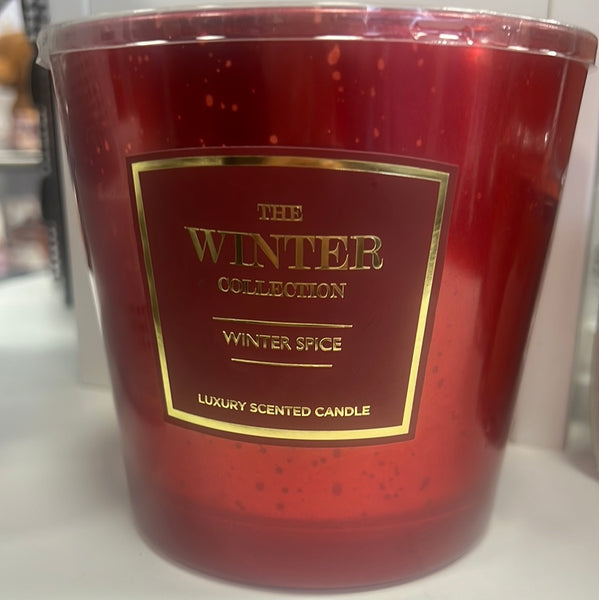 THE
WINTER
COLLECTION
WINTER SPICE
LUXURY SCENTED CANDLE